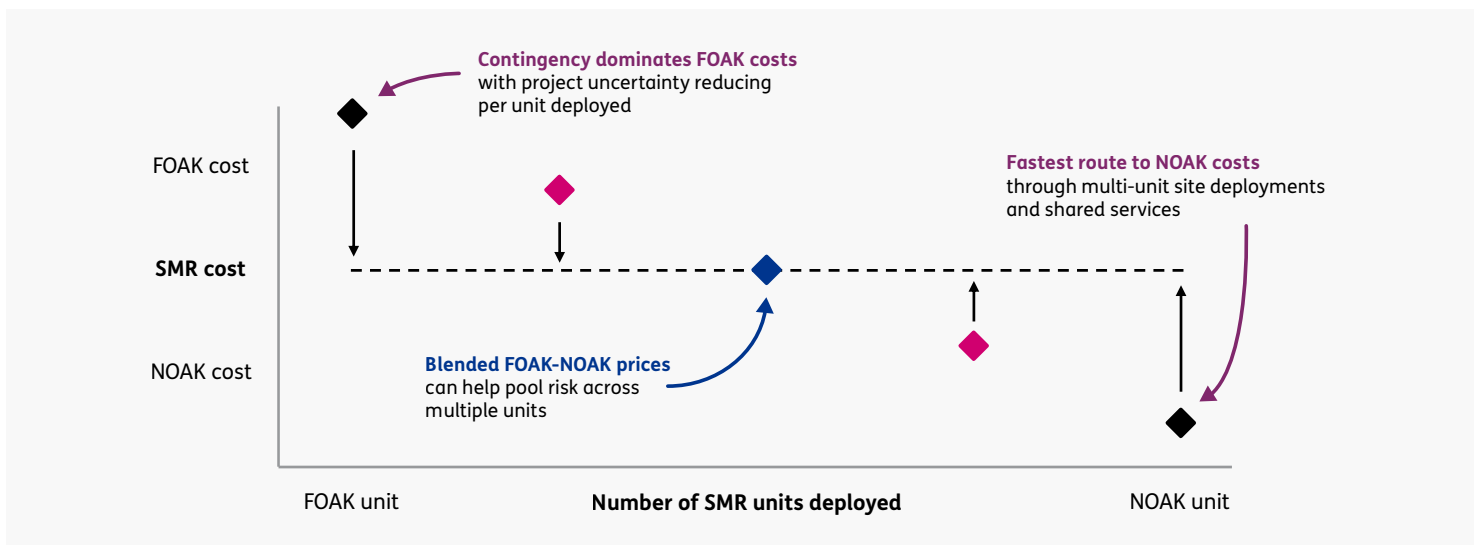 Contingency dominates FOAK costs
with project uncertainty reducing
per unit deployed
FOAK cost
Fastest route to NOAK costs
through multi-unit site deployments
and shared services
SMR cost
Blended FOAK-NOAK prices
can help pool risk across
multiple units
NOAK cost
FOAK unit
Number of SMR units deployed
NOAK unit